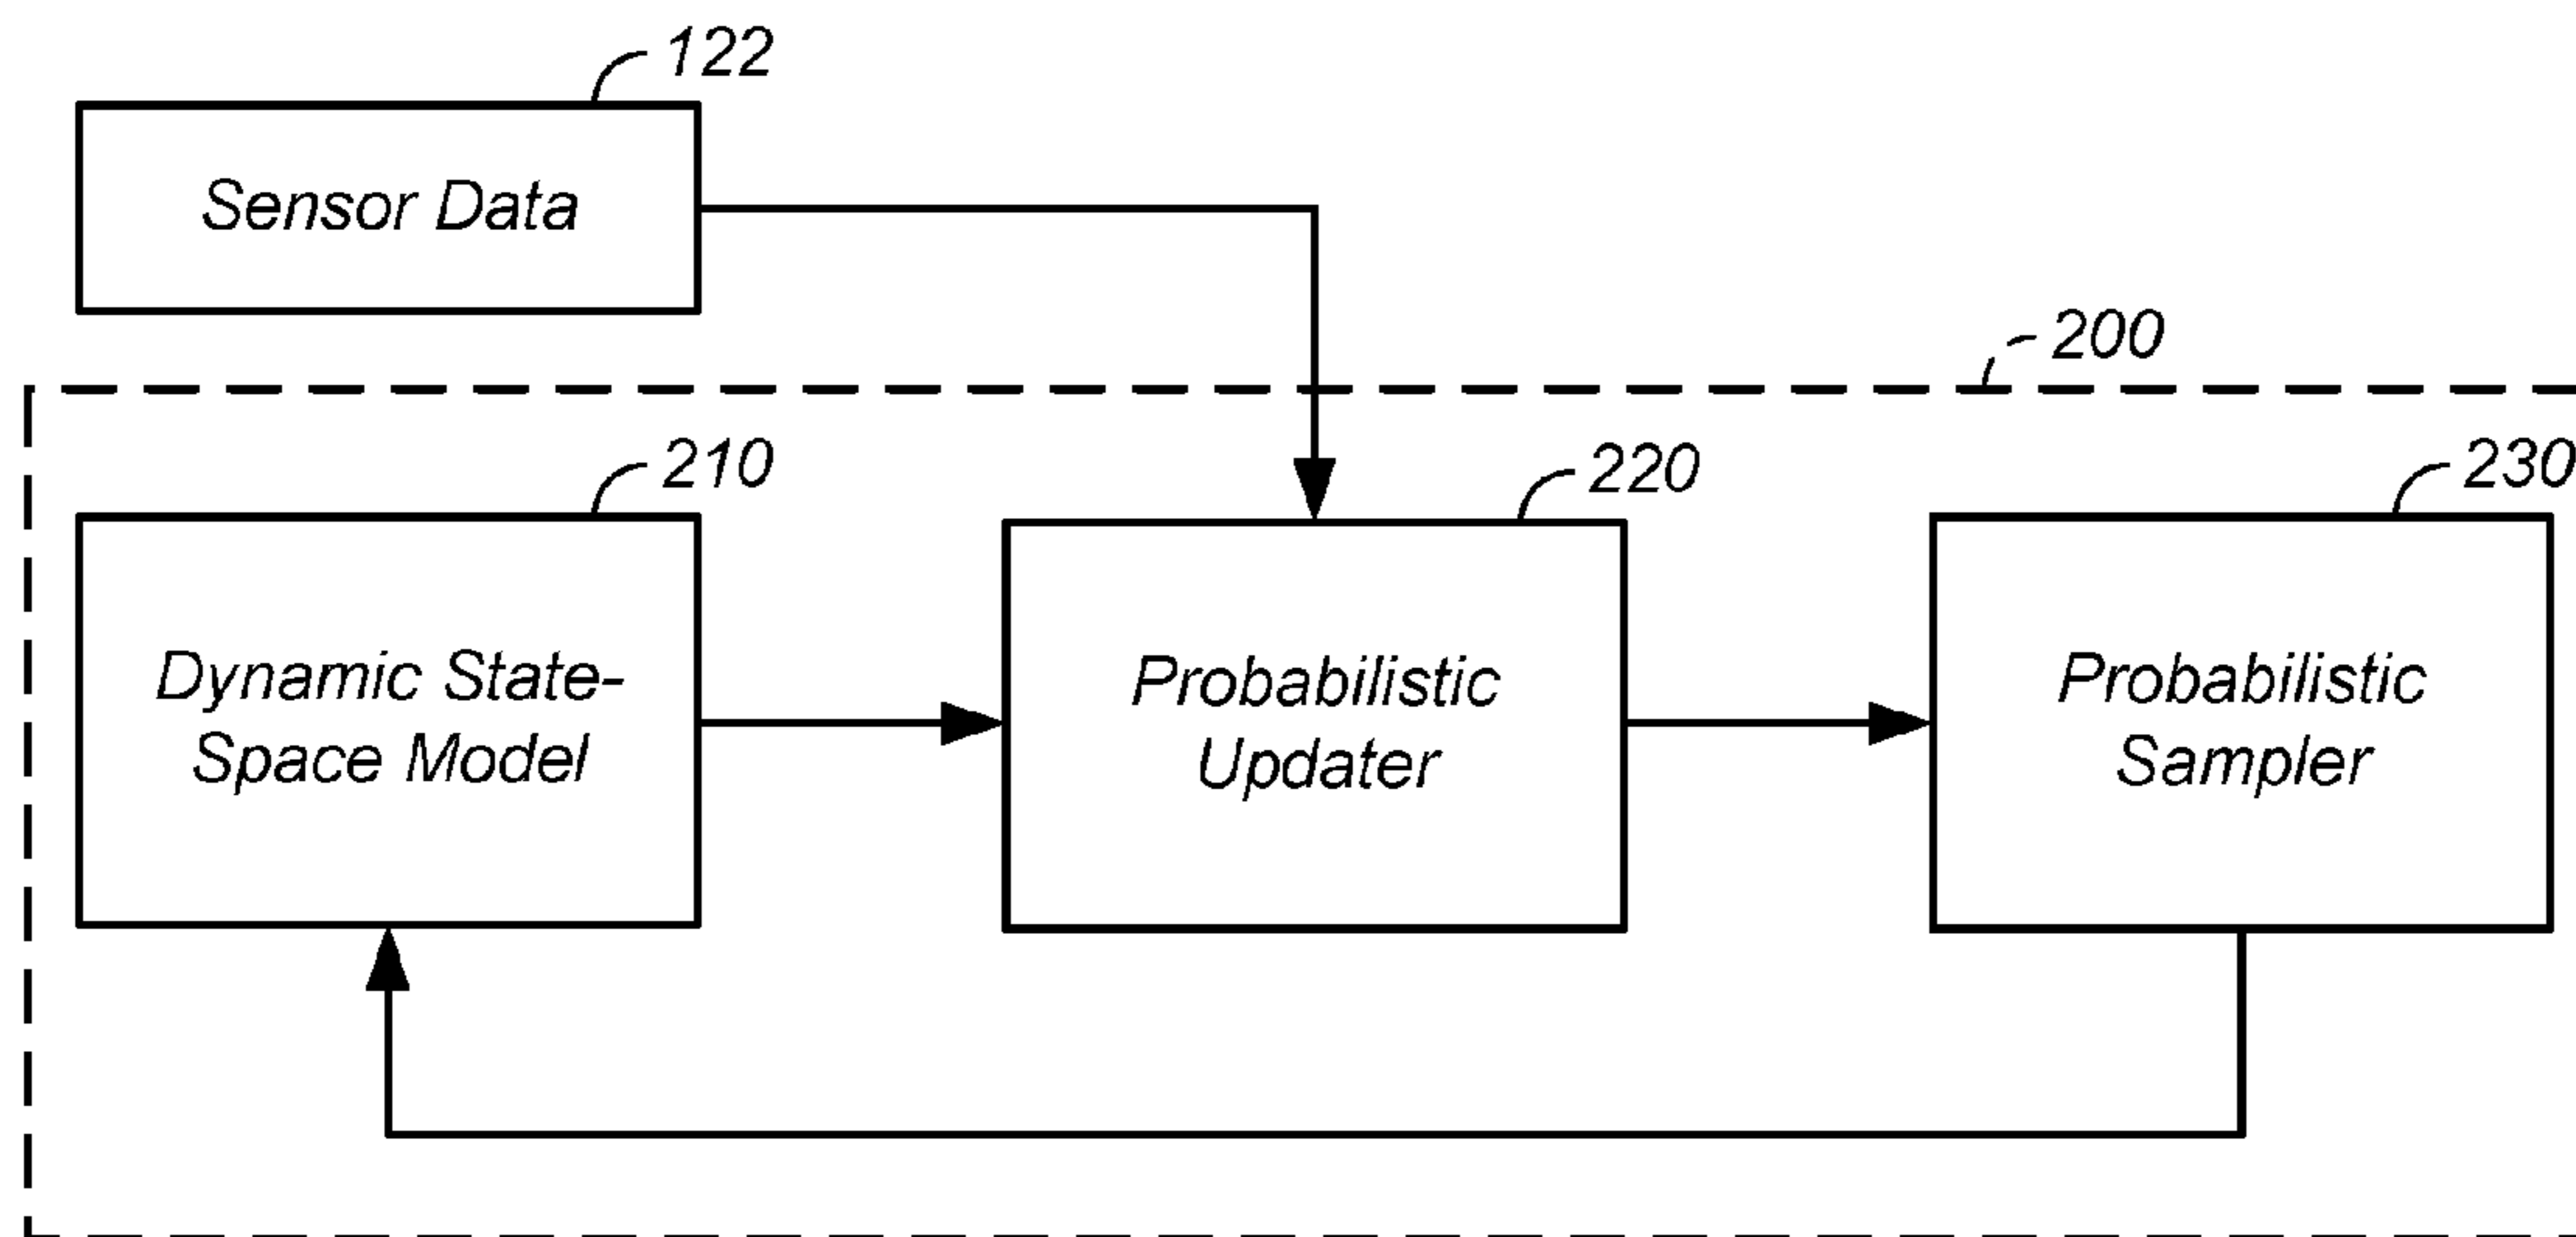 122
Sensor Data
200
210
220
230
Dynamic State-
Space Model
Probabilistic
Updater
Probabilistic
Sampler